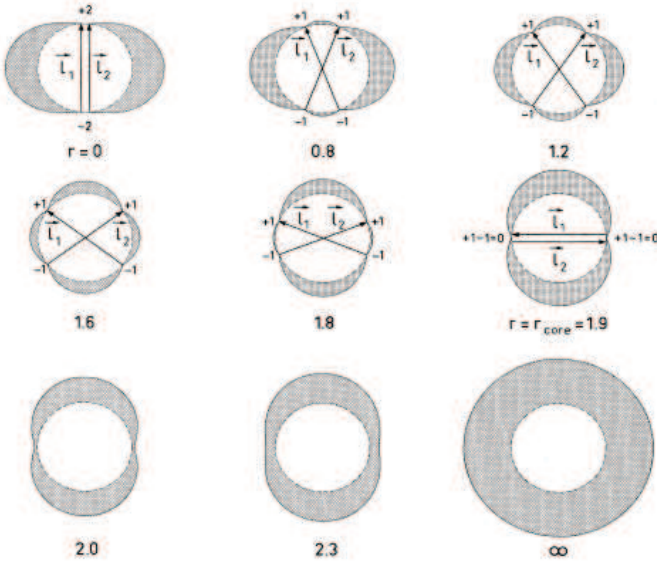 +2 +1 +1 +1 +1
l₁ l₂ l₁ l₂ l₁ l₂
-2 -1 -1 -1 -1
r = 0 0.8 1.2
+1 +1 +1 +1 l₁
l₁ l₂ l₁ l₂ +1-1=0 +1-1=0
-1 -1 -1 -1 l₂
1.6 1.8 r = r core = 1.9
2.0 2.3 ∞